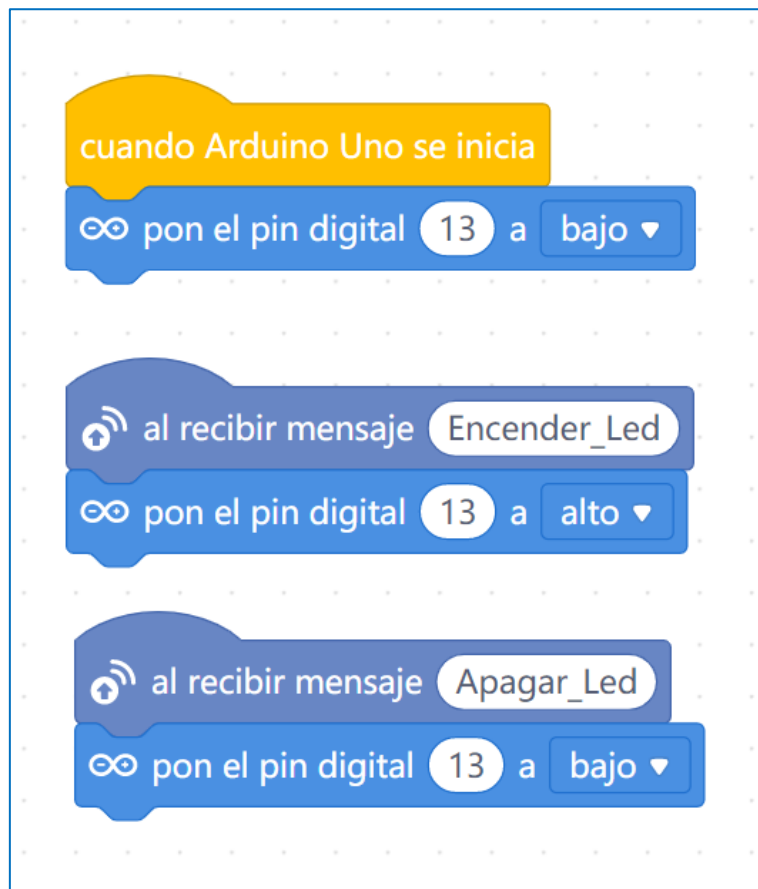 cuando Arduino Uno se inicia
pon el pin digital 13 a bajo
al recibir mensaje Encender_Led
pon el pin digital 13 a alto
al recibir mensaje Apagar_Led
pon el pin digital 13 a bajo